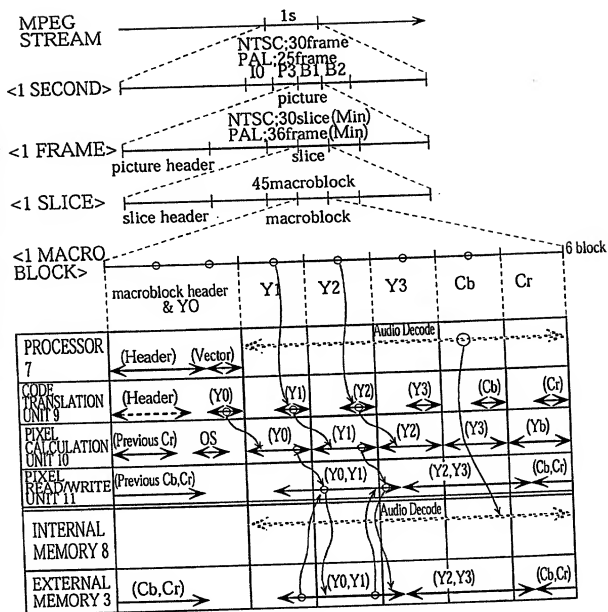 MPEG
STREAM
1s
NTSC;30frame
PAL;25frame
I0 P3 B1 B2
<1 SECOND>
picture
NTSC;30slice(Min)
PAL;36frame(Min)
<1 FRAME>
picture header
slice
45macroblock
<1 SLICE>
slice header
macroblock
<1 MACRO
BLOCK>
6 block
macroblock header
& YO
Y1 Y2 Y3 Cb Cr
PROCESSOR
7
(Header) (Vector)
Audio Decode
CODE
TRANSLATION
UNIT 9
(Header) (Y0) (Y1) (Y2) (Y3) (Cb) (Cr)
PIXEL
CALCULATION
UNIT 10
(Previous Cr) OS (Y0) (Y1) (Y2) (Y3) (Yb)
PIXEL
READ/WRITE
UNIT 11
(Previous Cb,Cr) (Y0,Y1) (Y2,Y3) (Cb,Cr)
INTERNAL
MEMORY 8
Audio Decode
EXTERNAL
MEMORY 3
(Cb,Cr) (Y0,Y1) (Y2,Y3) (Cb,Cr)